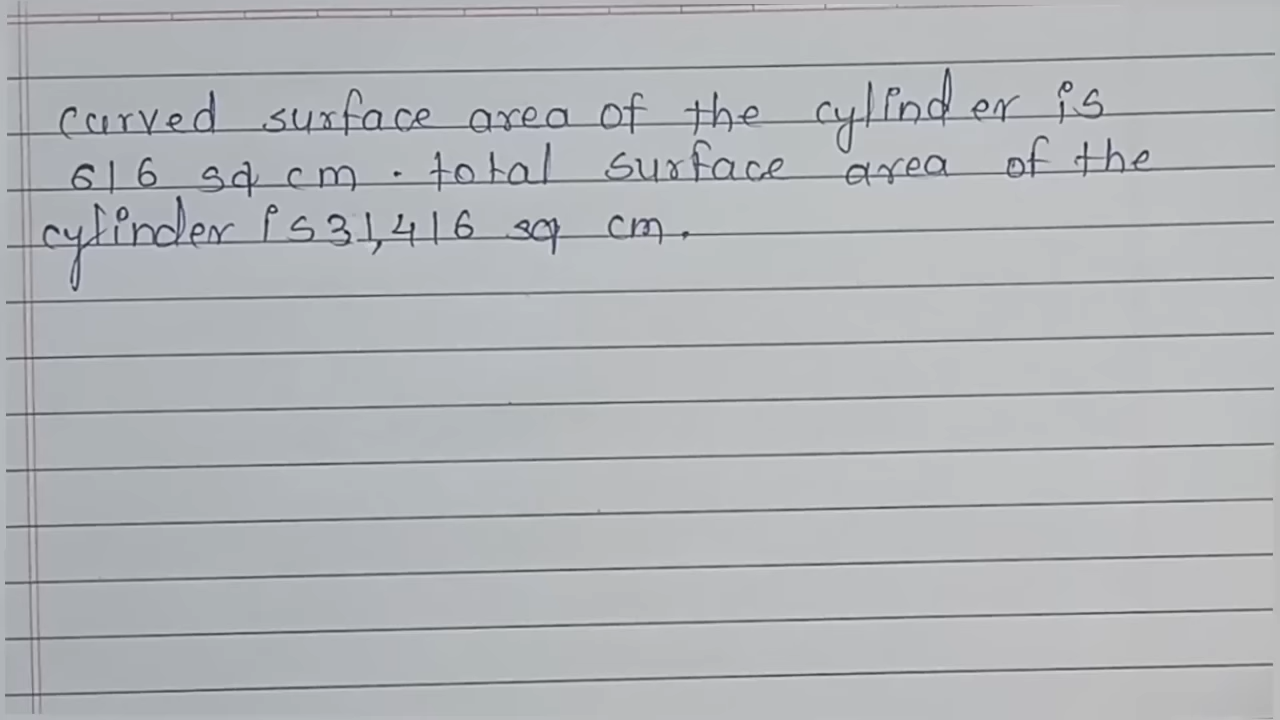 curved surface area of the cylinder is
616 sq cm . total surface area of the
cylinder is 31,416 sq cm.